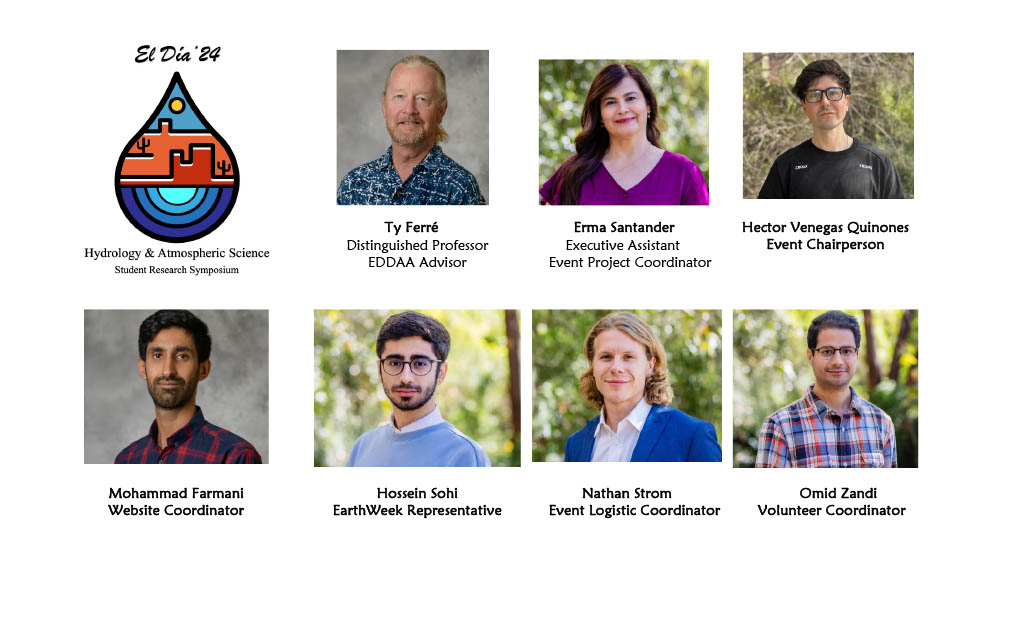 El Día '24
Hydrology & Atmospheric Science
Student Research Symposium
Ty Ferré
Distinguished Professor
EDDAA Advisor
Erma Santander
Executive Assistant
Event Project Coordinator
Hector Venegas Quinones
Event Chairperson
Mohammad Farmani
Website Coordinator
Hossein Sohi
EarthWeek Representative
Nathan Strom
Event Logistic Coordinator
Omid Zandi
Volunteer Coordinator